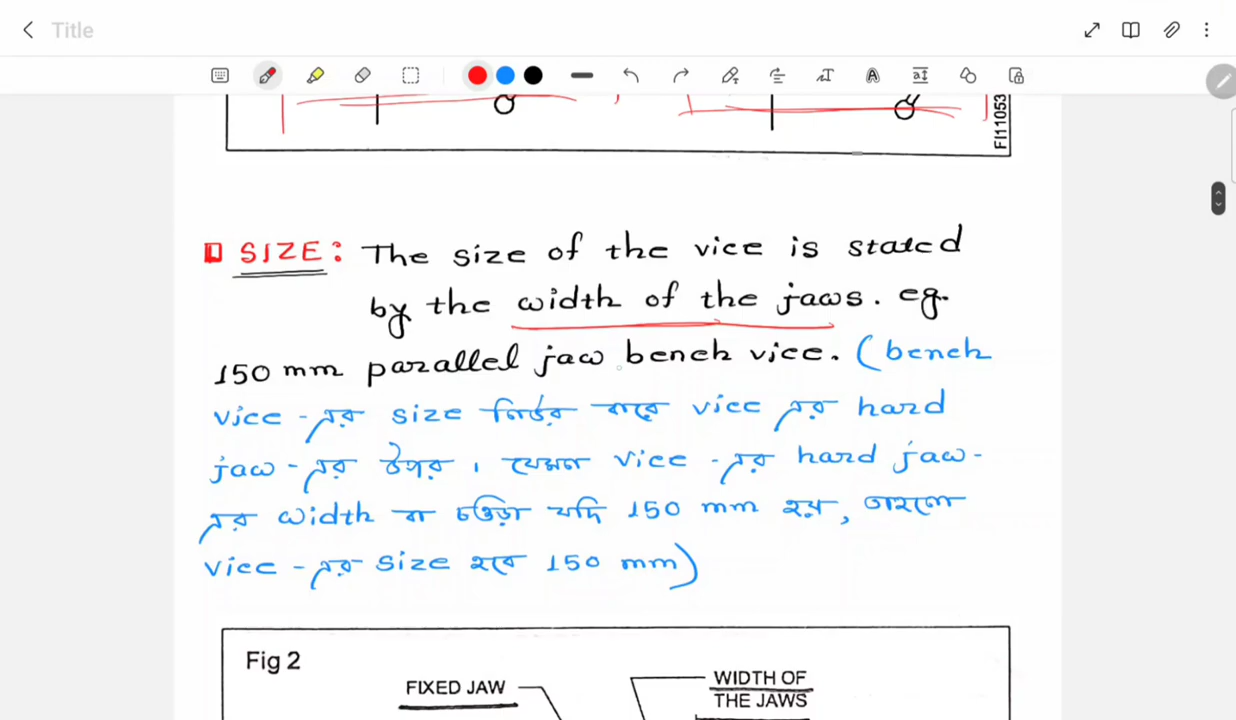 Title
FI11053
SIZE: The size of the vice is stated
by the width of the jaws. eg.
150 mm parallel jaw bench vice. (bench
vice-এর size নির্ভর করে vice এর hard
jaw-এর উপর। যেমন vice-এর hard jaw-
এর width বা চওড়া যদি 150 mm হয়, তাহলে
vice-এর size হবে 150 mm)
Fig 2
FIXED JAW
WIDTH OF
THE JAWS